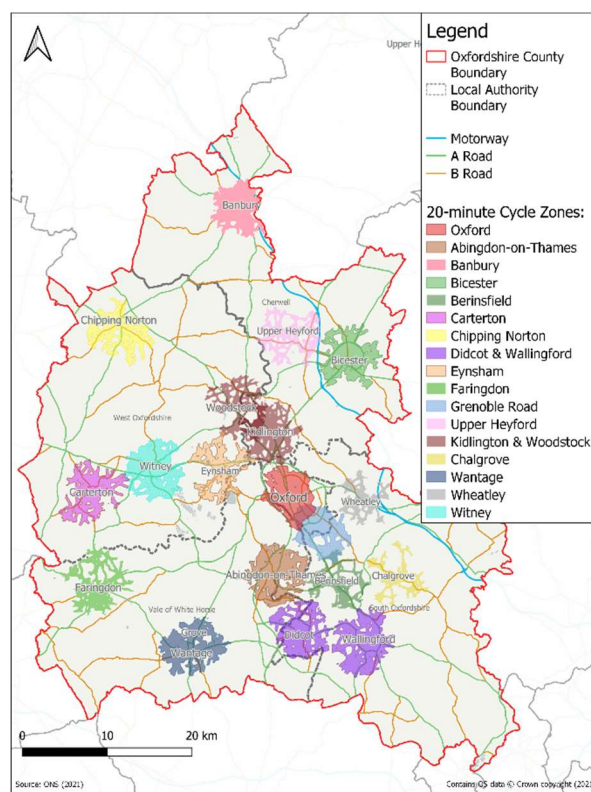 Upper He
Legend
Oxfordshire County
Boundary
Local Authority
Boundary
Motorway
A Road
B Road
20-minute Cycle Zones:
Oxford
Abingdon-on-Thames
Banbury
Bicester
Berinsfield
Carterton
Chipping Norton
Didcot & Wallingford
Eynsham
Faringdon
Grenoble Road
Upper Heyford
Kidlington & Woodstock
Chalgrove
Wantage
Wheatley
Witney
Banbury
Cherwell
Chipping Norton
Upper Heyford
Bicester
Woodstock
West Oxfordshire
Kidlington
Witney
Eynsham
Carterton
Oxford
Wheatley
Abingdon-on-Thames
Chalgrove
Faringdon
Berinsfield
Vale of White Horse
South Oxfordshire
Grove
Didcot
Wallingford
Wantage
0
10
20 km
Source: ONS (2021)
Contains OS data © Crown copyright (2021